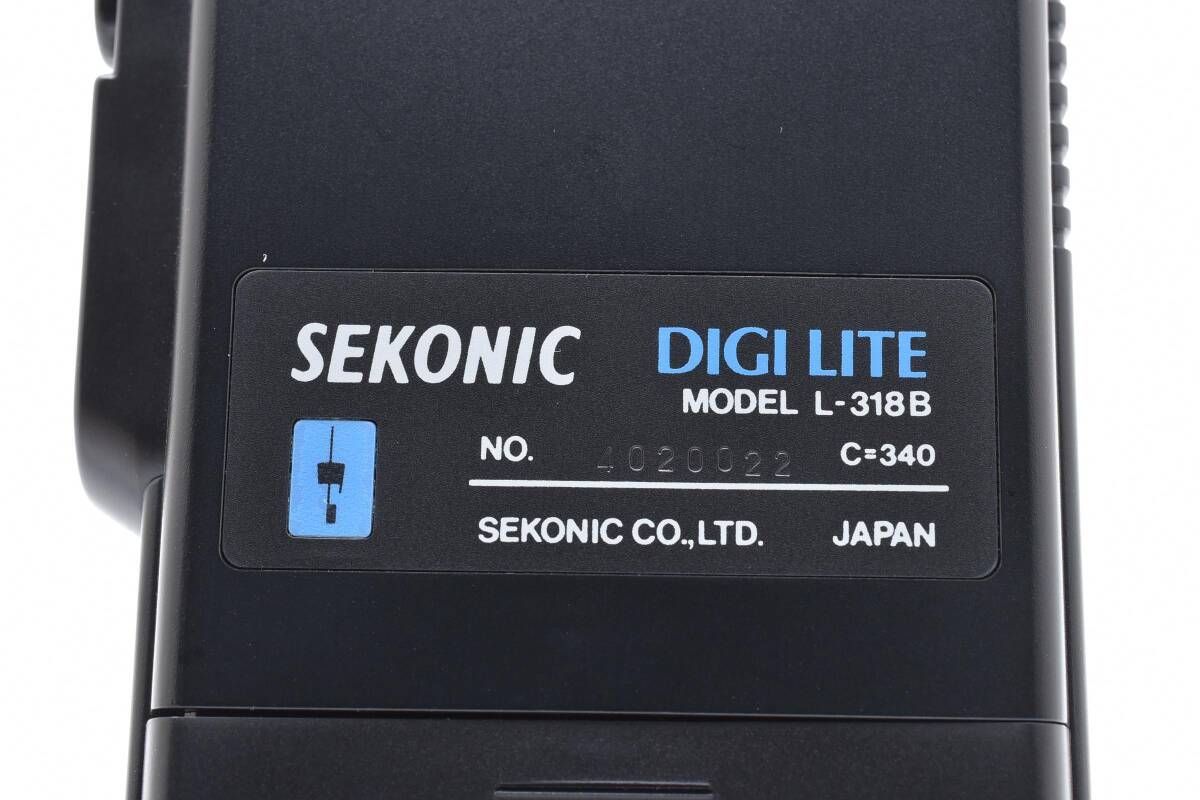 SEKONIC DIGI LITE
MODEL L-318B
NO. 4020022 C=340
SEKONIC CO.,LTD. JAPAN